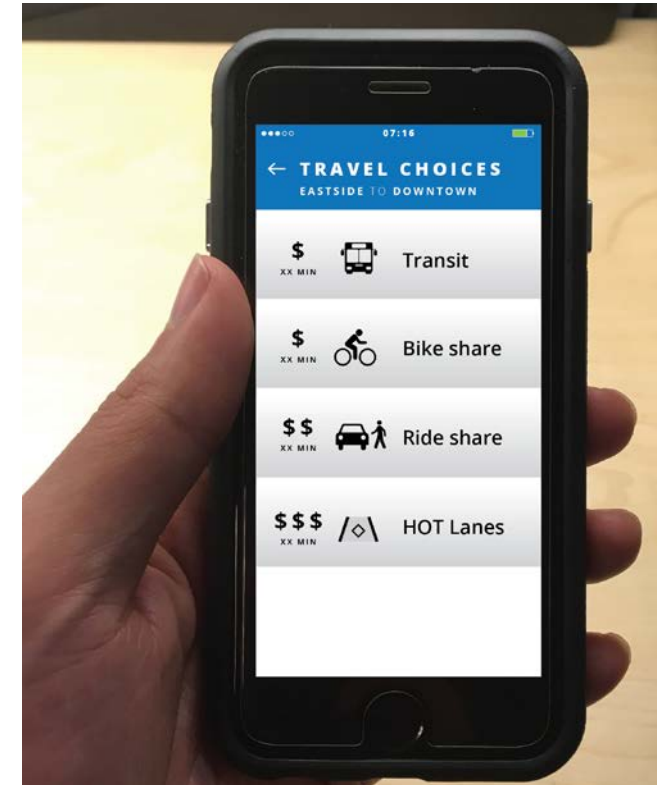 07:16
← TRAVEL CHOICES
EASTSIDE TO DOWNTOWN
$
XX MIN
Transit
$
XX MIN
Bike share
$$
XX MIN
Ride share
$$$
XX MIN
HOT Lanes